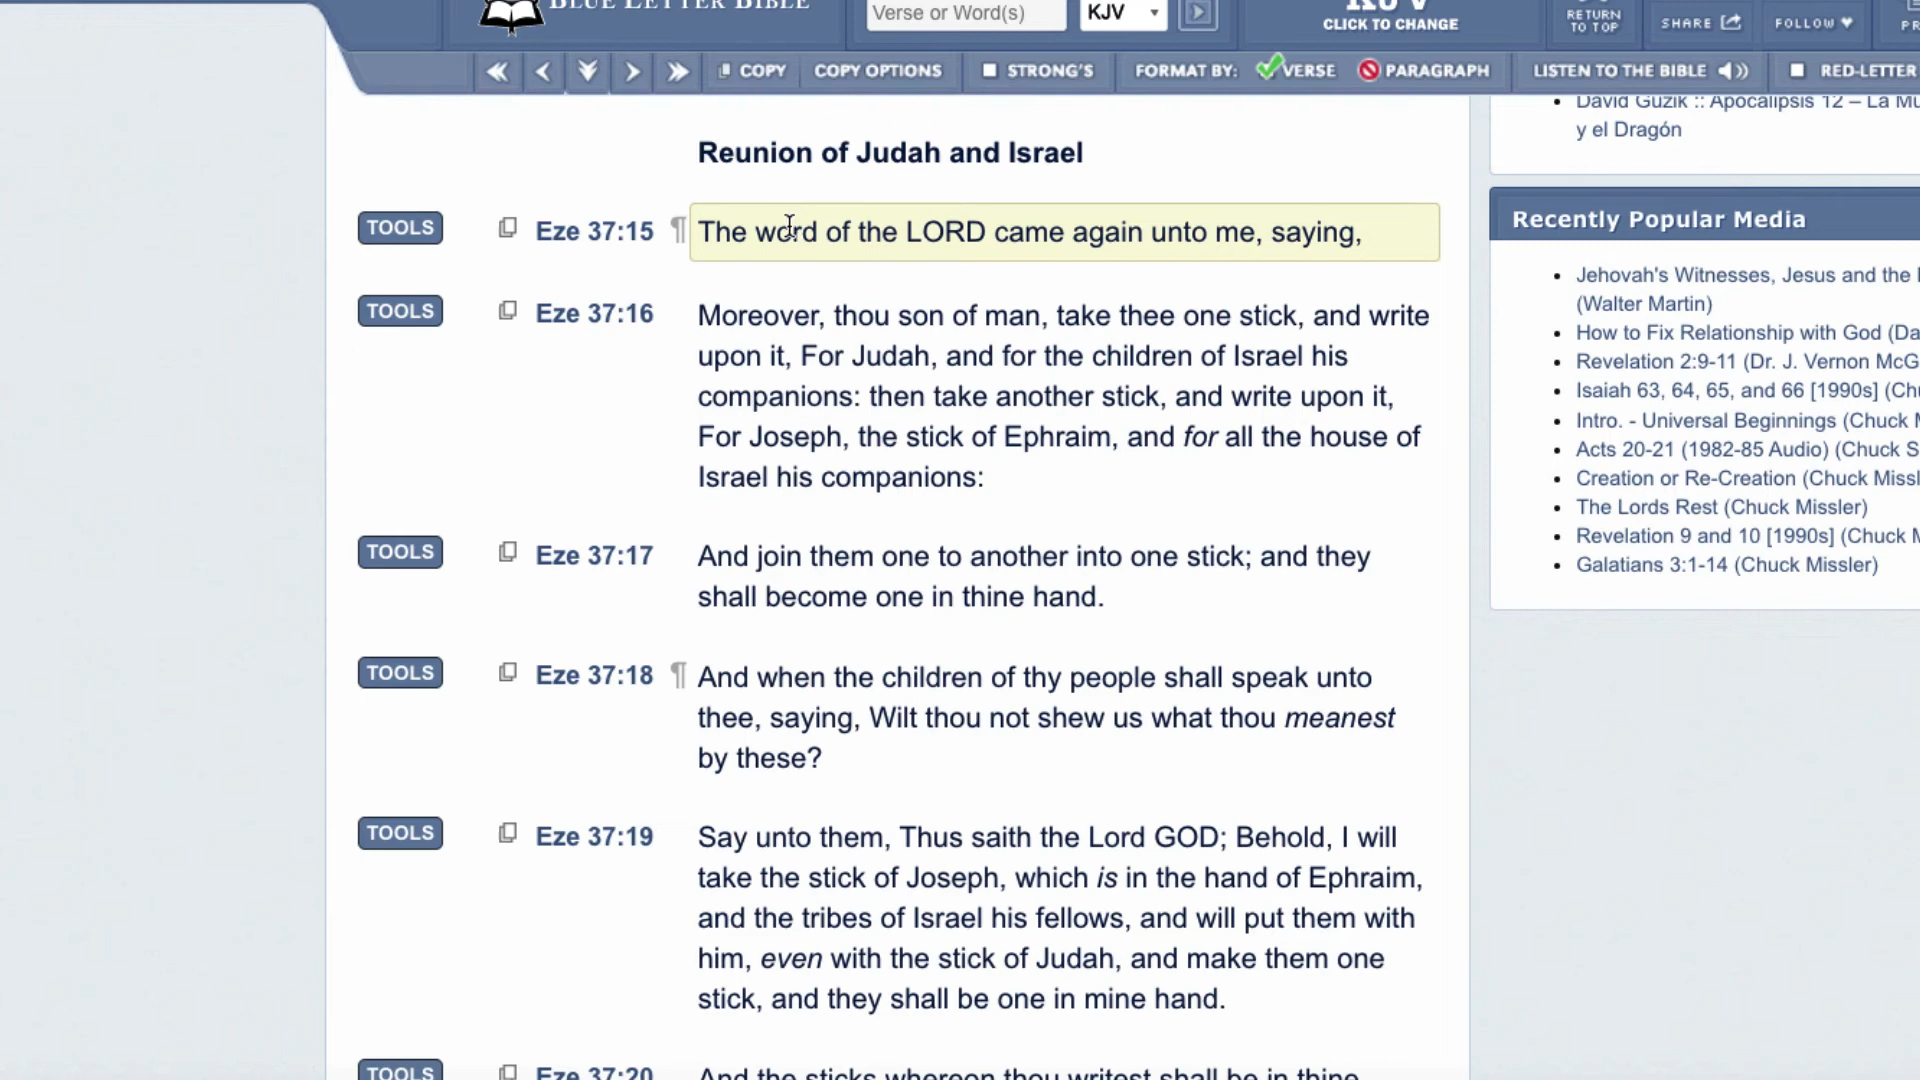 BLUE LETTER BIBLE
Verse or Word(s)
KJV
CLICK TO CHANGE
RETURN
TO TOP
SHARE
FOLLOW
COPY
COPY OPTIONS
STRONG'S
FORMAT BY:
VERSE
PARAGRAPH
LISTEN TO THE BIBLE
RED-LETTER
Reunion of Judah and Israel
TOOLS Eze 37:15 ¶ The word of the LORD came again unto me, saying,
TOOLS Eze 37:16 Moreover, thou son of man, take thee one stick, and write
upon it, For Judah, and for the children of Israel his
companions: then take another stick, and write upon it,
For Joseph, the stick of Ephraim, and for all the house of
Israel his companions:
TOOLS Eze 37:17 And join them one to another into one stick; and they
shall become one in thine hand.
TOOLS Eze 37:18 ¶ And when the children of thy people shall speak unto
thee, saying, Wilt thou not shew us what thou meanest
by these?
TOOLS Eze 37:19 Say unto them, Thus saith the Lord GOD; Behold, I will
take the stick of Joseph, which is in the hand of Ephraim,
and the tribes of Israel his fellows, and will put them with
him, even with the stick of Judah, and make them one
stick, and they shall be one in mine hand.
TOOLS Eze 37:20 And the sticks whereon thou writest shall be in thine
David Guzik :: Apocalipsis 12 – La
y el Dragón
Recently Popular Media
Jehovah's Witnesses, Jesus and the
(Walter Martin)
How to Fix Relationship with God
Revelation 2:9-11 (Dr. J. Vernon
Isaiah 63, 64, 65, and 66 [1990s]
Intro. - Universal Beginnings (Chuck
Acts 20-21 (1982-85 Audio) (Chuck
Creation or Re-Creation (Chuck
The Lords Rest (Chuck Missler)
Revelation 9 and 10 [1990s] (Chuck
Galatians 3:1-14 (Chuck Missler)